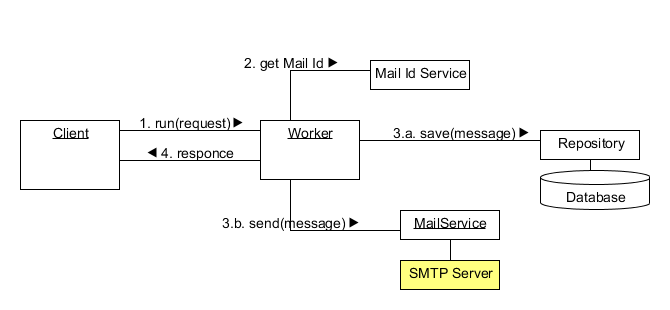 2. get Mail Id ▶
Mail Id Service
1. run(request) ▶
Client
Worker
3.a. save(message) ▶
Repository
◀ 4. responce
Database
3.b. send(message) ▶
MailService
SMTP Server